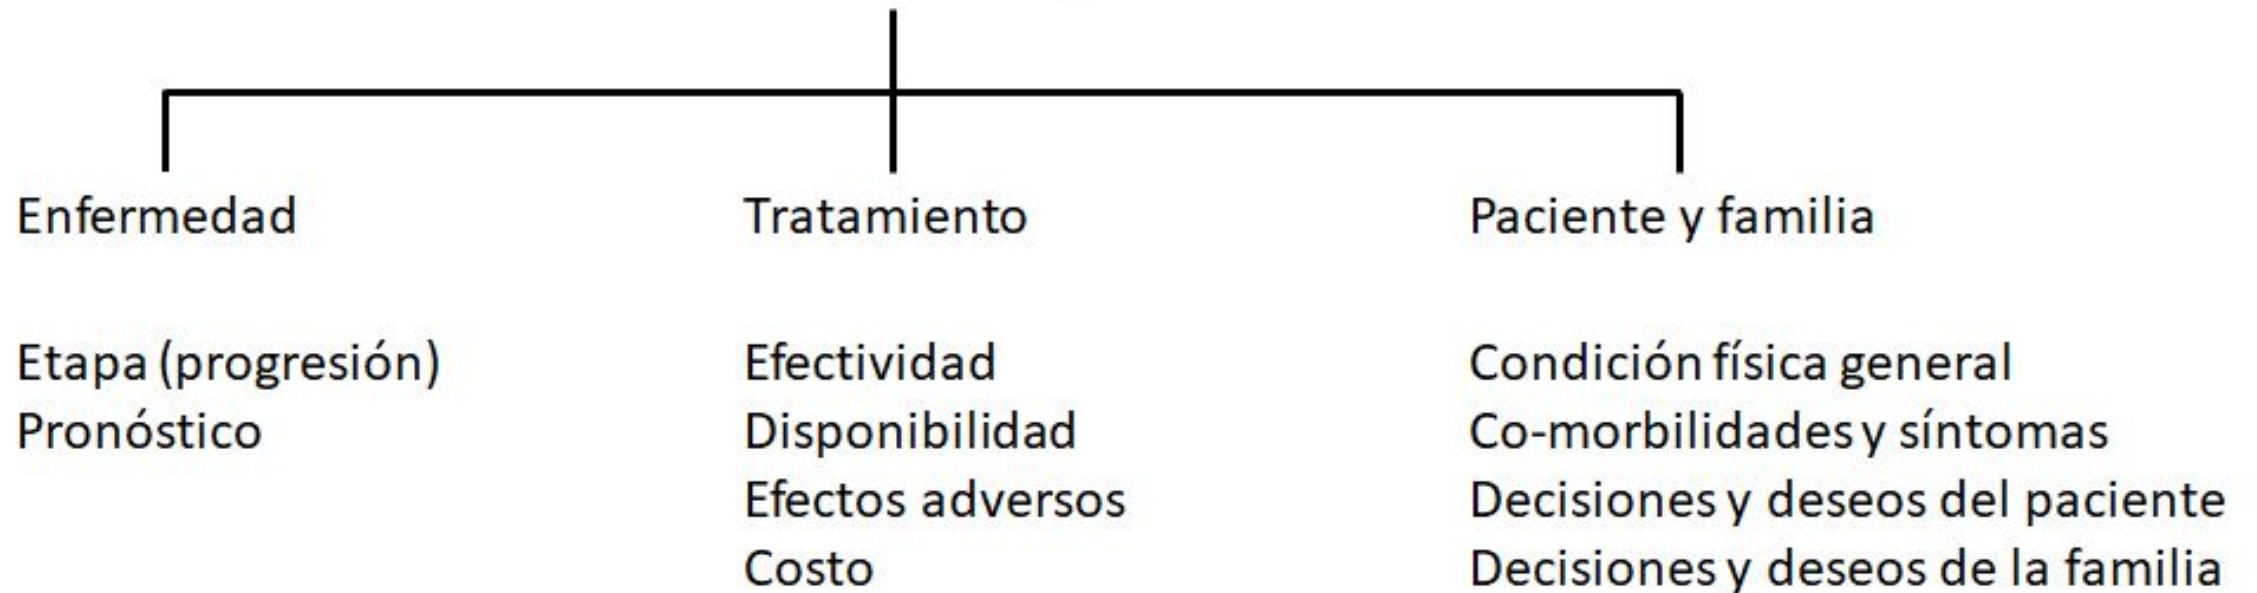 Enfermedad
Etapa (progresión)
Pronóstico
Tratamiento
Efectividad
Disponibilidad
Efectos adversos
Costo
Paciente y familia
Condición física general
Co-morbilidades y síntomas
Decisiones y deseos del paciente
Decisiones y deseos de la familia